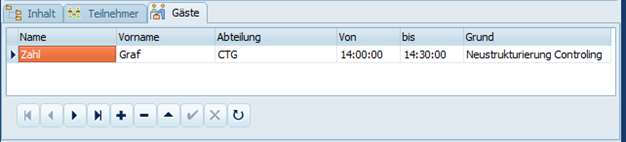 Inhalt Teilnehmer Gäste
Name Vorname Abteilung Von bis Grund
Zahl Graf CTG 14:00:00 14:30:00 Neustrukturierung Controling